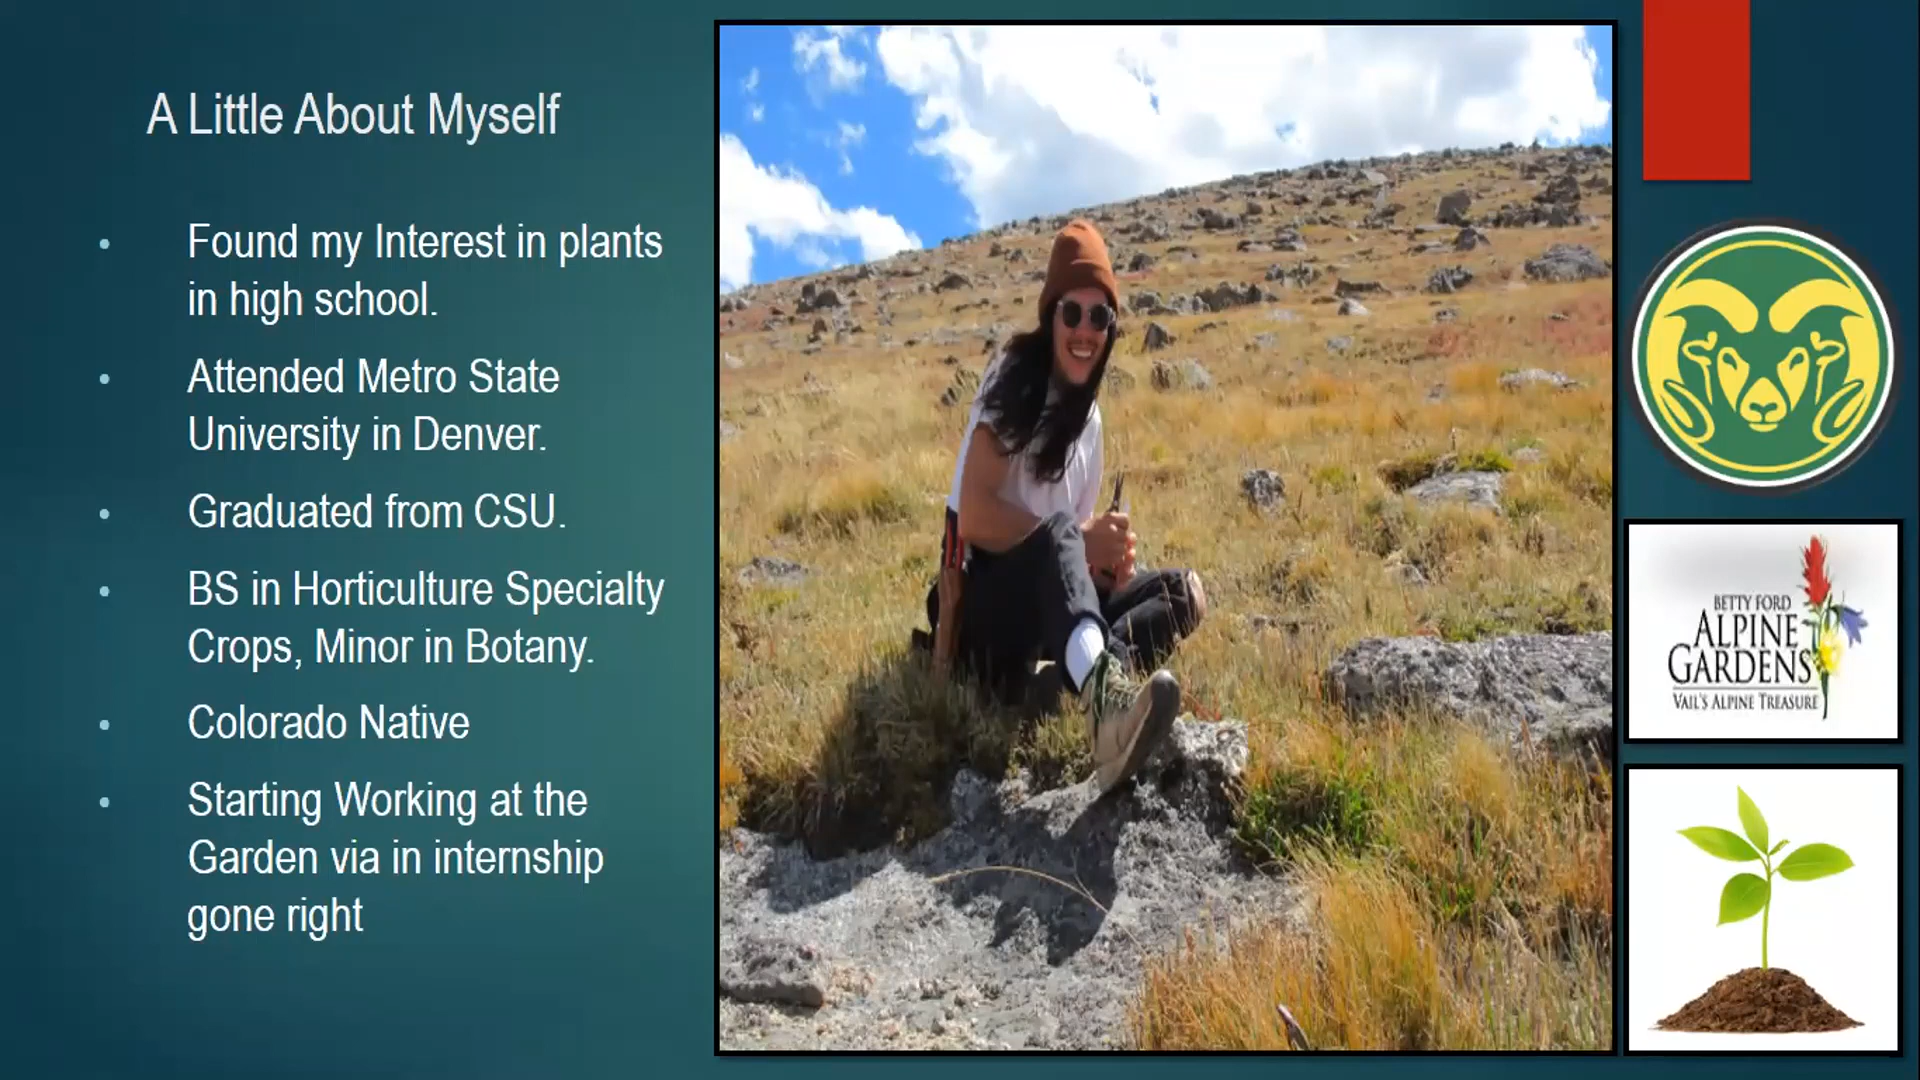 A Little About Myself
Found my Interest in plants
in high school.
Attended Metro State
University in Denver.
Graduated from CSU.
BS in Horticulture Specialty
Crops, Minor in Botany.
Colorado Native
Starting Working at the
Garden via in internship
gone right
BETTY FORD
ALPINE
GARDENS
VAIL'S ALPINE TREASURE